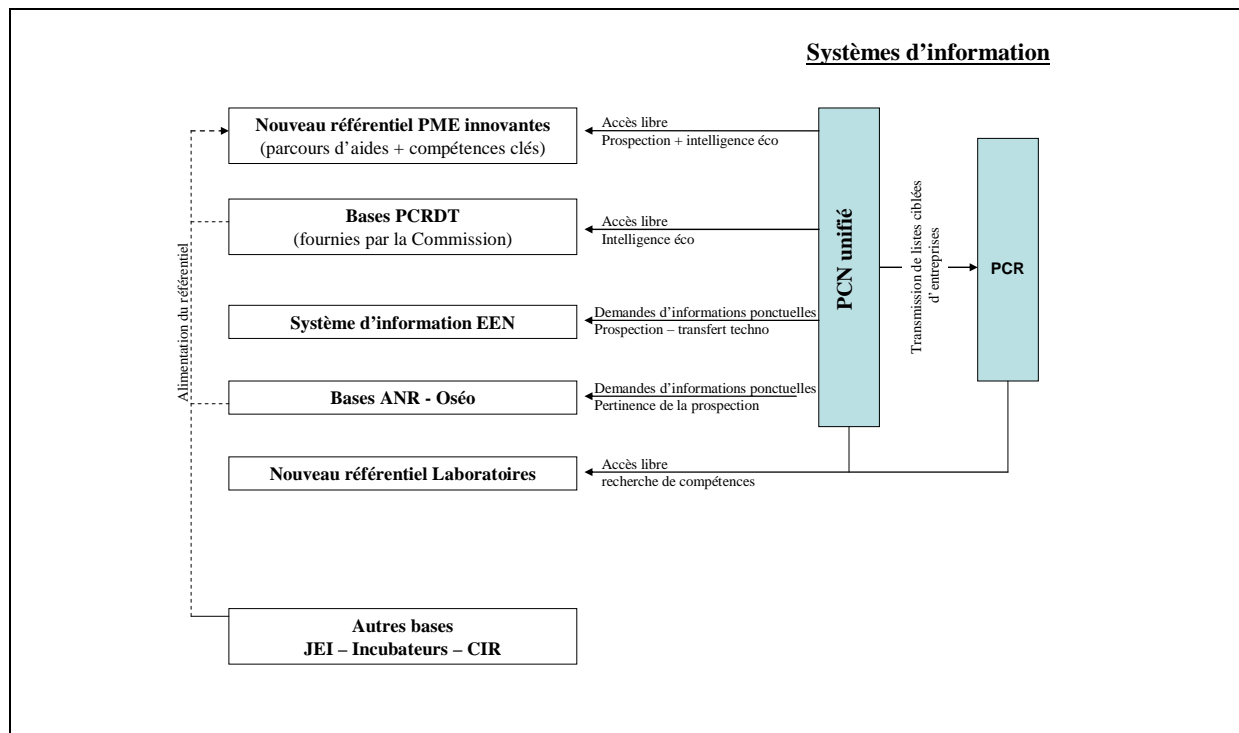 Systèmes d'information
Nouveau référentiel PME innovantes
(parcours d'aides + compétences clés)
Accès libre
Prospection + intelligence éco
Bases PCRDT
(fournies par la Commission)
Accès libre
Intelligence éco
Système d'information EEN
Demandes d'informations ponctuelles
Prospection – transfert techno
Bases ANR - Oséo
Demandes d'informations ponctuelles
Pertinence de la prospection
Nouveau référentiel Laboratoires
Accès libre
recherche de compétences
Autres bases
JEI – Incubateurs – CIR
Alimentation du référentiel
PCN unifié
Transmission de listes ciblées
d' entreprises
PCR